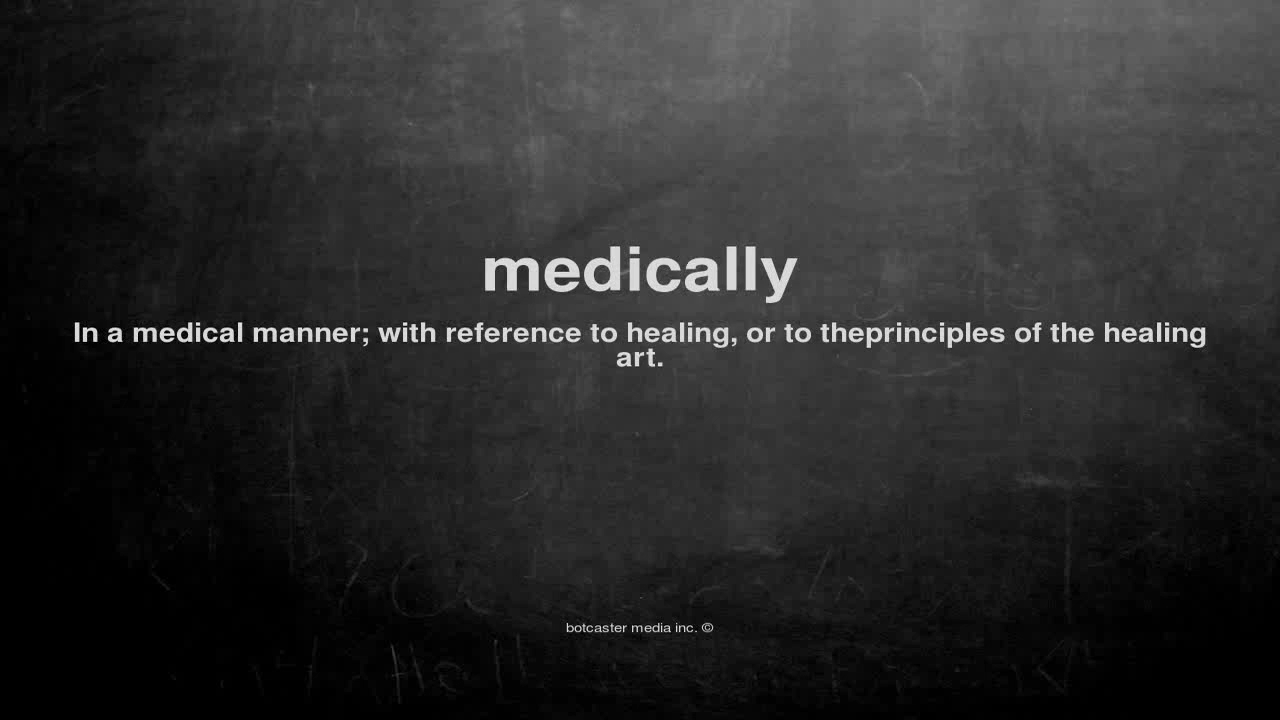 medically
In a medical manner; with reference to healing, or to theprinciples of the healing
art.
botcaster media inc. ©